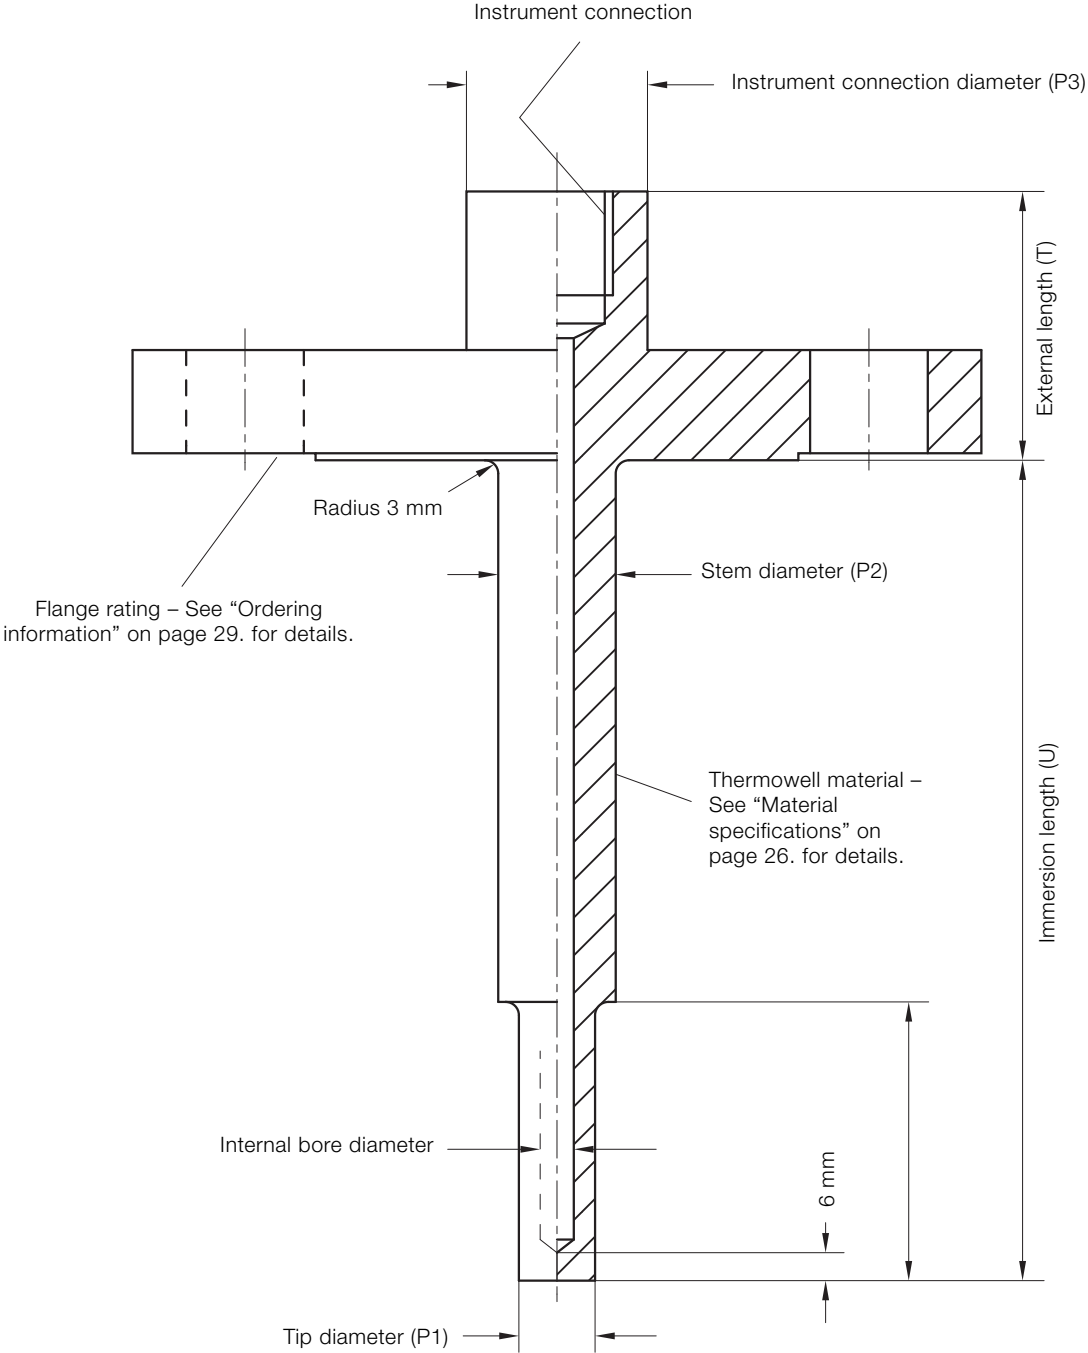 Instrument connection
Instrument connection diameter (P3)
External length (T)
Radius 3 mm
Stem diameter (P2)
Flange rating – See “Ordering
information” on page 29. for details.
Thermowell material –
See “Material
specifications” on
page 26. for details.
Immersion length (U)
Internal bore diameter
6 mm
Tip diameter (P1)